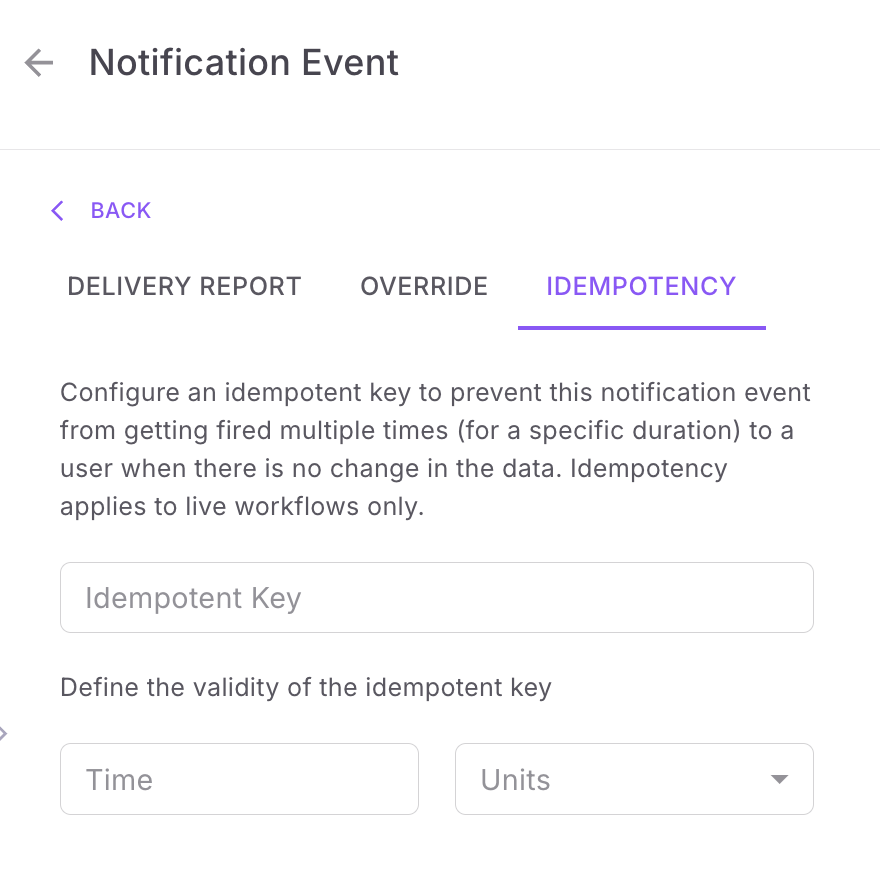 Notification Event
BACK
DELIVERY REPORT
OVERRIDE
IDEMPOTENCY
Configure an idempotent key to prevent this notification event
from getting fired multiple times (for a specific duration) to a
user when there is no change in the data. Idempotency
applies to live workflows only.
Idempotent Key
Define the validity of the idempotent key
Time
Units